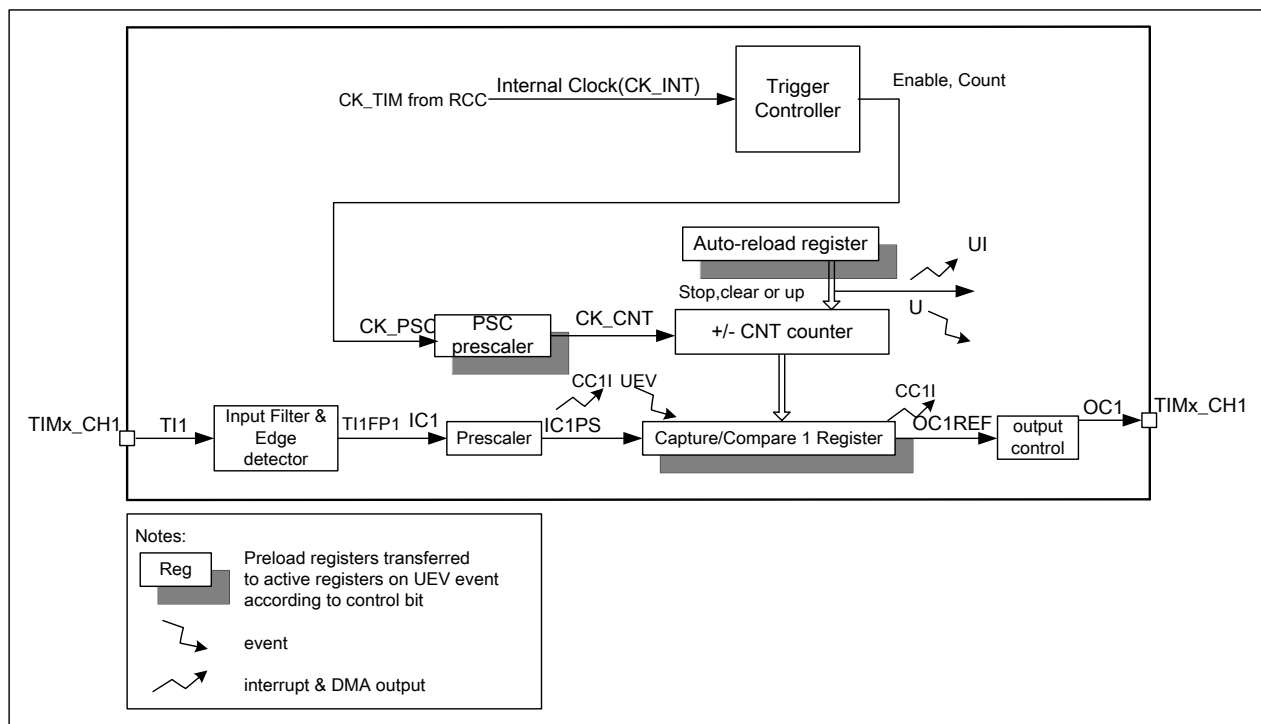 CK_TIM from RCC
Internal Clock(CK_INT)
Trigger
Controller
Enable, Count
Auto-reload register
UI
Stop,clear or up
U
CK_PSC
PSC
prescaler
CK_CNT
+/- CNT counter
TIMx_CH1
TI1
Input Filter &
Edge
detector
TI1FP1
IC1
Prescaler
CC1I
IC1PS
UEV
Capture/Compare 1 Register
CC1I
OC1REF
output
control
OC1
TIMx_CH1
Notes:
Reg
Preload registers transferred
to active registers on UEV event
according to control bit
event
interrupt & DMA output